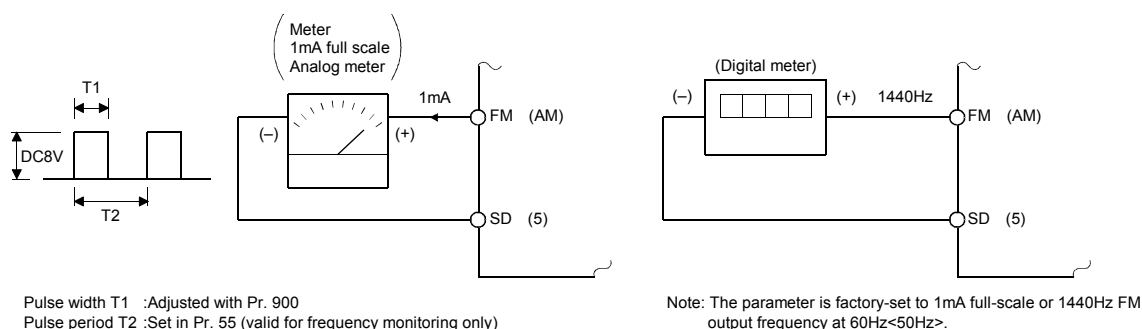 Meter
1mA full scale
Analog meter
T1
DC8V
T2
1mA
(–)
(+)
FM (AM)
SD (5)
Pulse width T1 :Adjusted with Pr. 900
Pulse period T2 :Set in Pr. 55 (valid for frequency monitoring only)
(Digital meter)
(–)
(+)
1440Hz
FM (AM)
SD (5)
Note: The parameter is factory-set to 1mA full-scale or 1440Hz FM
output frequency at 60Hz<50Hz>.